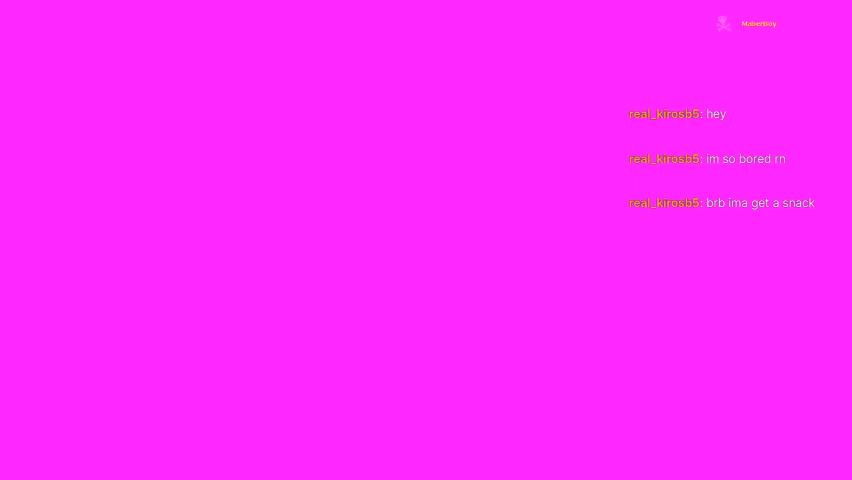 real_kirosb5: hey
real_kirosb5: im so bored rn
real_kirosb5: brb ima get a snack